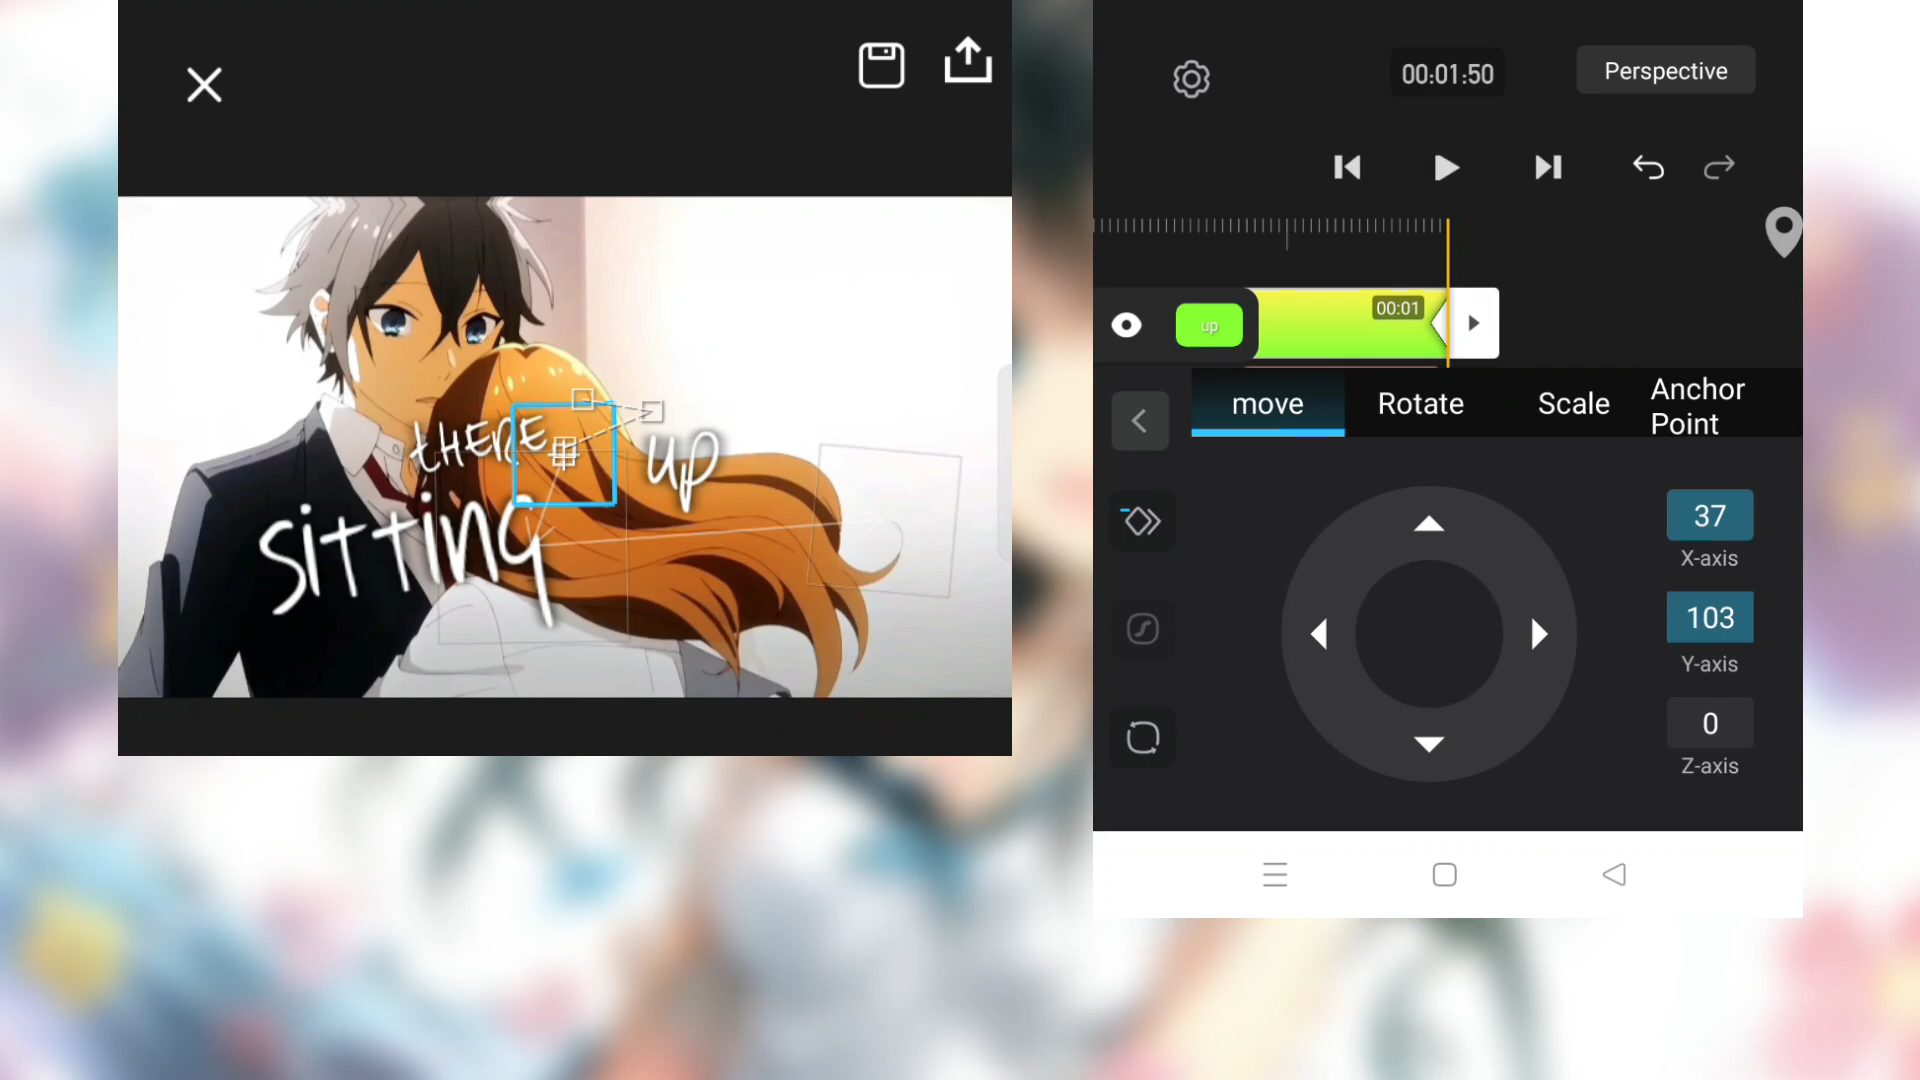 there
up
sitting
00:01:50
Perspective
up
00:01
move
Rotate
Scale
Anchor
Point
37
X-axis
103
Y-axis
0
Z-axis